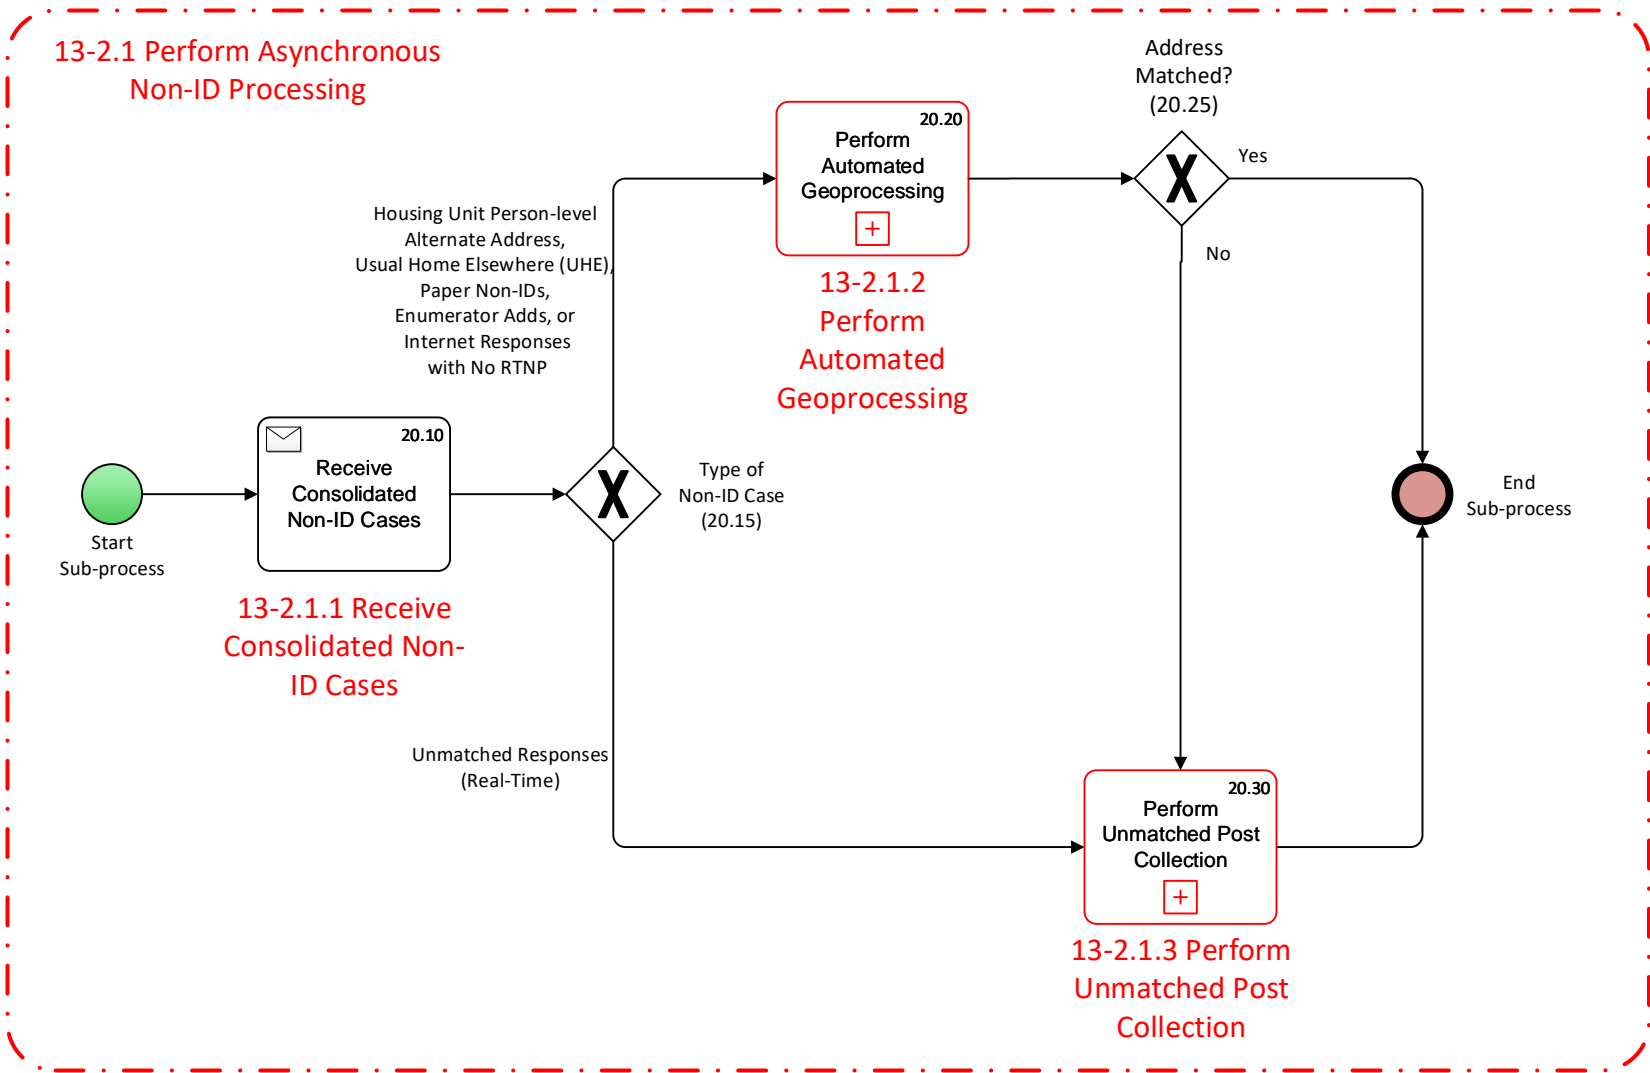 13-2.1 Perform Asynchronous
Non-ID Processing
Address
Matched?
(20.25)
Yes
No
20.20
Perform
Automated
Geoprocessing
13-2.1.2
Perform
Automated
Geoprocessing
Housing Unit Person-level
Alternate Address,
Usual Home Elsewhere (UHE),
Paper Non-IDs,
Enumerator Adds, or
Internet Responses
with No RTNP
20.10
Receive
Consolidated
Non-ID Cases
13-2.1.1 Receive
Consolidated Non-
ID Cases
Start
Sub-process
Type of
Non-ID Case
(20.15)
End
Sub-process
Unmatched Responses
(Real-Time)
20.30
Perform
Unmatched Post
Collection
13-2.1.3 Perform
Unmatched Post
Collection